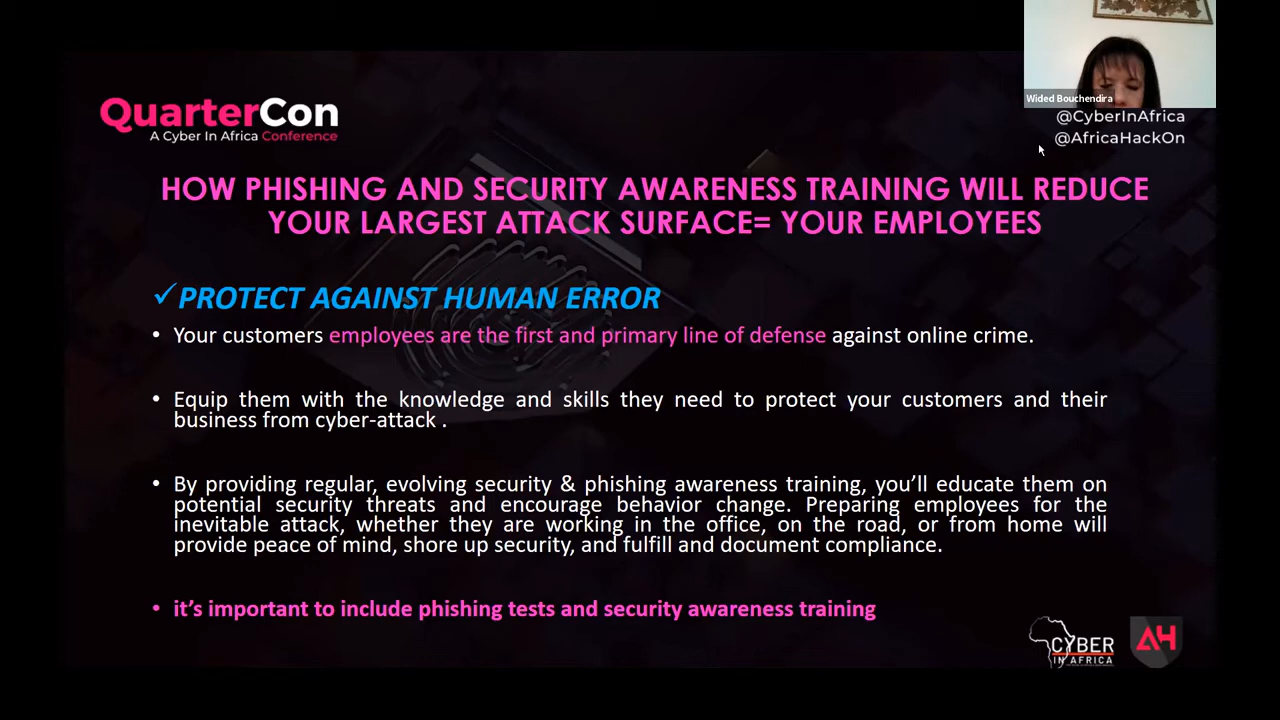 Wided Bouchendira
QuarterCon
A Cyber In Africa Conference
@CyberInAfrica
@AfricaHackOn
HOW PHISHING AND SECURITY AWARENESS TRAINING WILL REDUCE
YOUR LARGEST ATTACK SURFACE= YOUR EMPLOYEES
✓PROTECT AGAINST HUMAN ERROR
• Your customers employees are the first and primary line of defense against online crime.
• Equip them with the knowledge and skills they need to protect your customers and their
business from cyber-attack .
• By providing regular, evolving security & phishing awareness training, you’ll educate them on
potential security threats and encourage behavior change. Preparing employees for the
inevitable attack, whether they are working in the office, on the road, or from home will
provide peace of mind, shore up security, and fulfill and document compliance.
• it’s important to include phishing tests and security awareness training
CYBER
IN AFRICA
AH